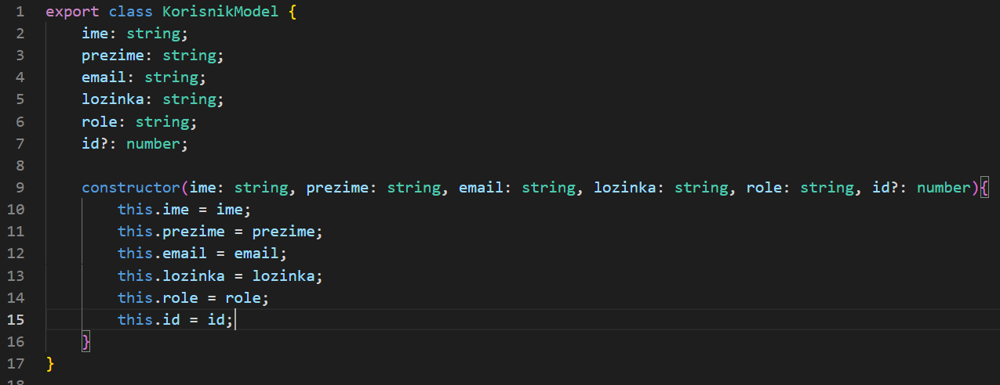 1 export class KorisnikModel {
2     ime: string;
3     prezime: string;
4     email: string;
5     lozinka: string;
6     role: string;
7     id?: number;
8
9     constructor(ime: string, prezime: string, email: string, lozinka: string, role: string, id?: number){
10         this.ime = ime;
11         this.prezime = prezime;
12         this.email = email;
13         this.lozinka = lozinka;
14         this.role = role;
15         this.id = id;
16     }
17 }
18